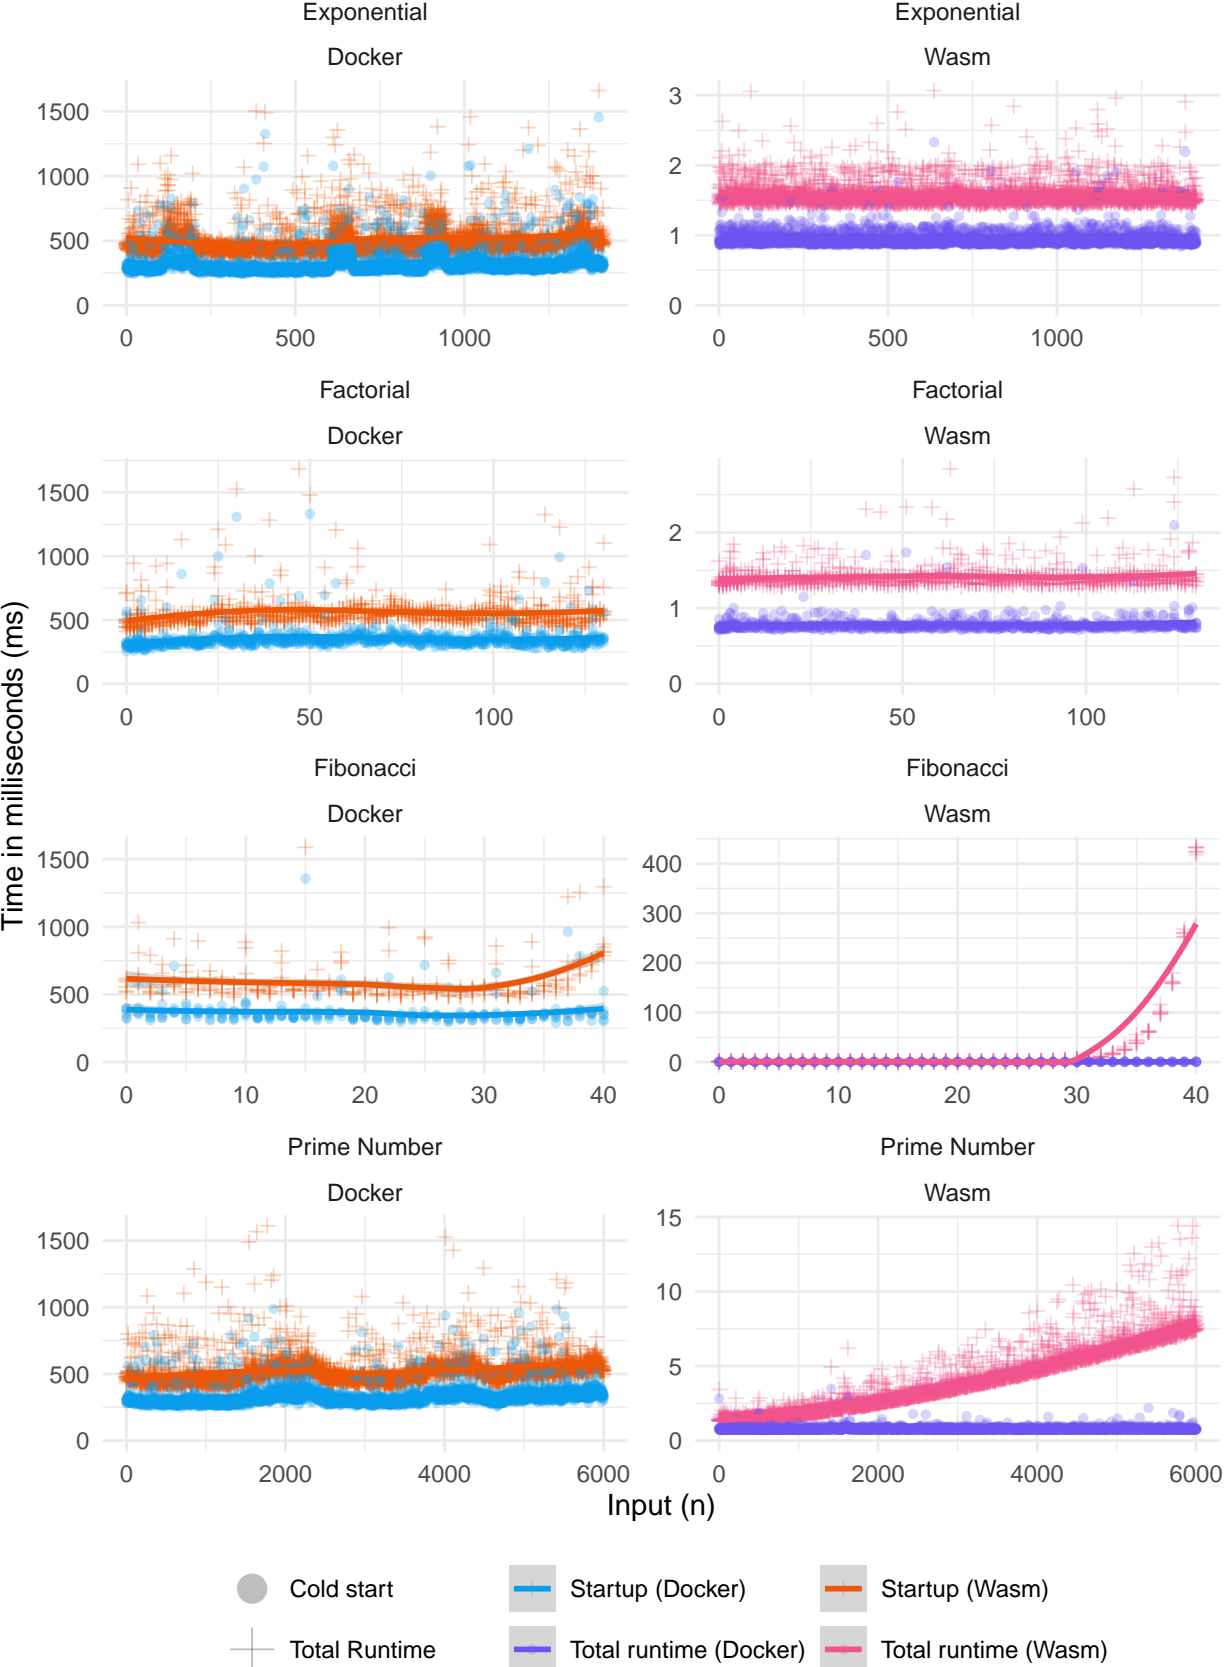 Exponential
Exponential
Docker
Wasm
1500
1000
500
0
3
2
1
0
0 500 1000
0 500 1000
Factorial
Factorial
Docker
Wasm
1500
1000
500
0
2
1
0
0 50 100
0 50 100
Time in milliseconds (ms)
Fibonacci
Fibonacci
Docker
Wasm
1500
1000
500
0
400
300
200
100
0
0 10 20 30 40
0 10 20 30 40
Prime Number
Prime Number
Docker
Wasm
1500
1000
500
0
15
10
5
0
0 2000 4000 6000
0 2000 4000 6000
Input (n)
Cold start
Startup (Docker)
Startup (Wasm)
Total Runtime
Total runtime (Docker)
Total runtime (Wasm)